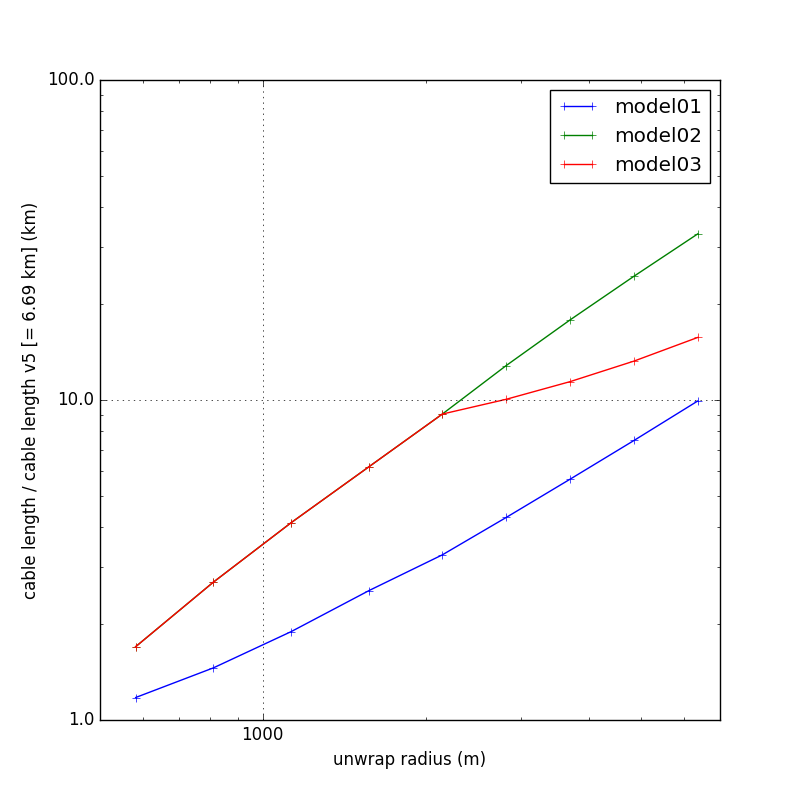 100.0
model01
model02
model03
cable length / cable length v5 [= 6.69 km] (km)
10.0
1.0
1000
unwrap radius (m)